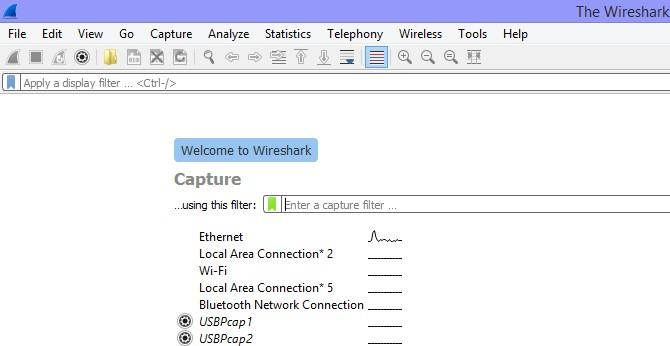 The Wireshark
File Edit View Go Capture Analyze Statistics Telephony Wireless Tools Help
Apply a display filter ... <Ctrl-/>
Welcome to Wireshark
Capture
...using this filter: Enter a capture filter ...
Ethernet
Local Area Connection* 2
Wi-Fi
Local Area Connection* 5
Bluetooth Network Connection
USBPcap1
USBPcap2